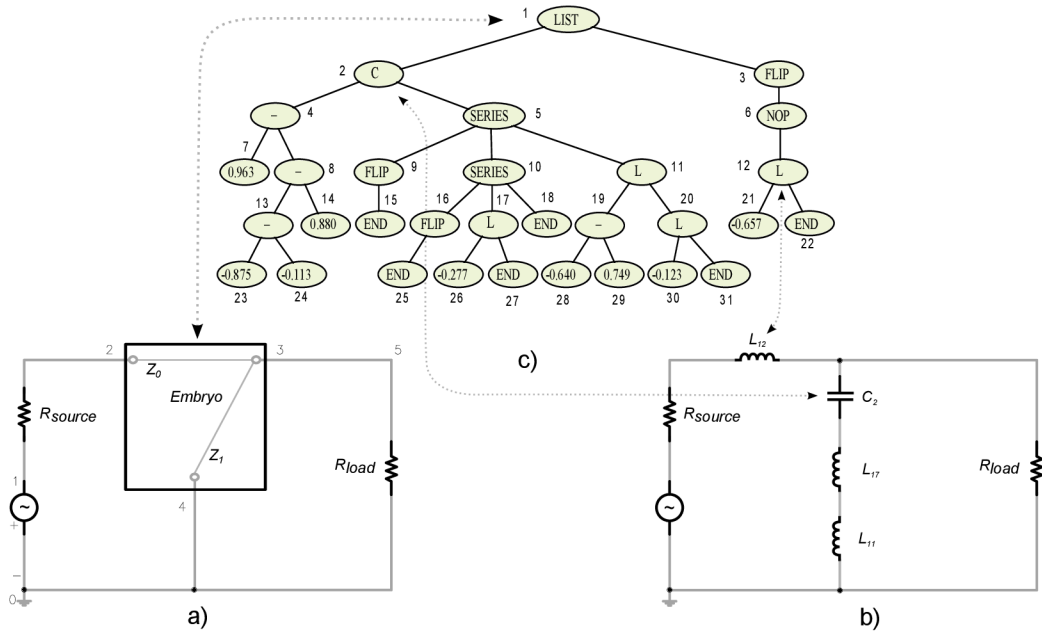 1 LIST
2 C
3 FLIP
– 4
SERIES 5
6 NOP
7
– 8
FLIP 9
SERIES 10
L 11
12 L
0.963
13
14
15
16
17
18
19
20
21
–
0.880
END
FLIP
L
END
–
L
-0.657
END
22
-0.875
-0.113
END
-0.277
END
-0.640
0.749
-0.123
END
23
24
25
26
27
28
29
30
31
c)
2
3
5
Z0
Embryo
Z1
Rsource
Rload
1
4
~
+
–
0
a)
L12
C2
Rsource
L17
Rload
~
L11
b)